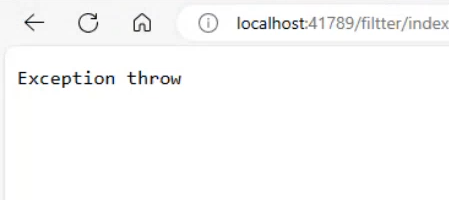 localhost:41789/filtter/index
Exception throw